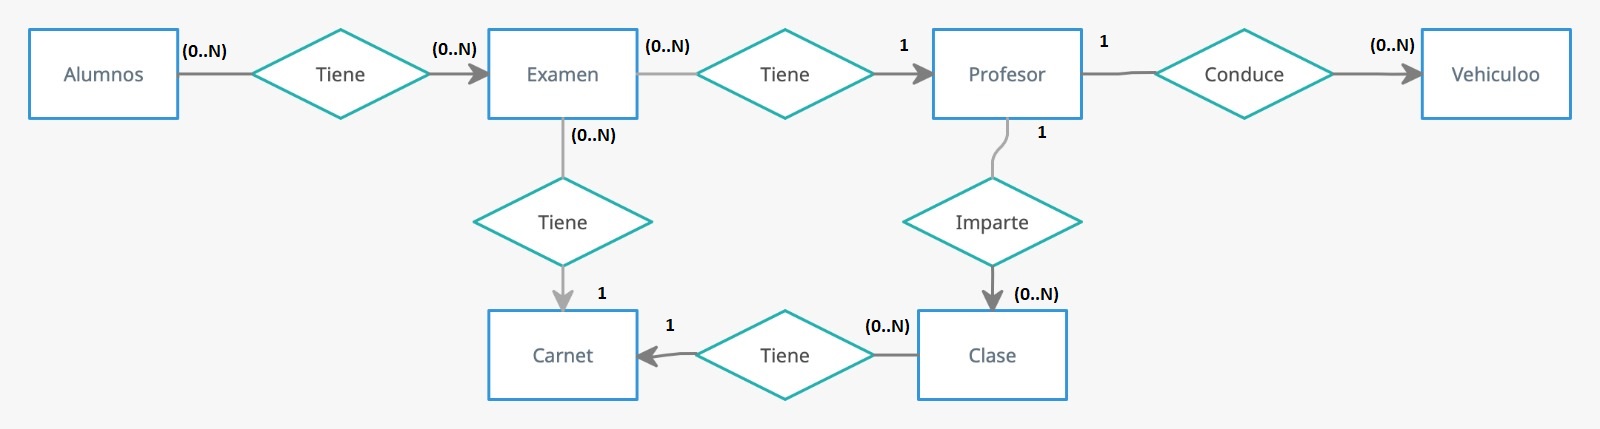 (0..N) (0..N) (0..N) 1 1 (0..N)
Alumnos Tiene Examen Tiene Profesor Conduce Vehiculoo
(0..N) 1
Tiene Imparte
1 (0..N)
1 (0..N)
Carnet Tiene Clase